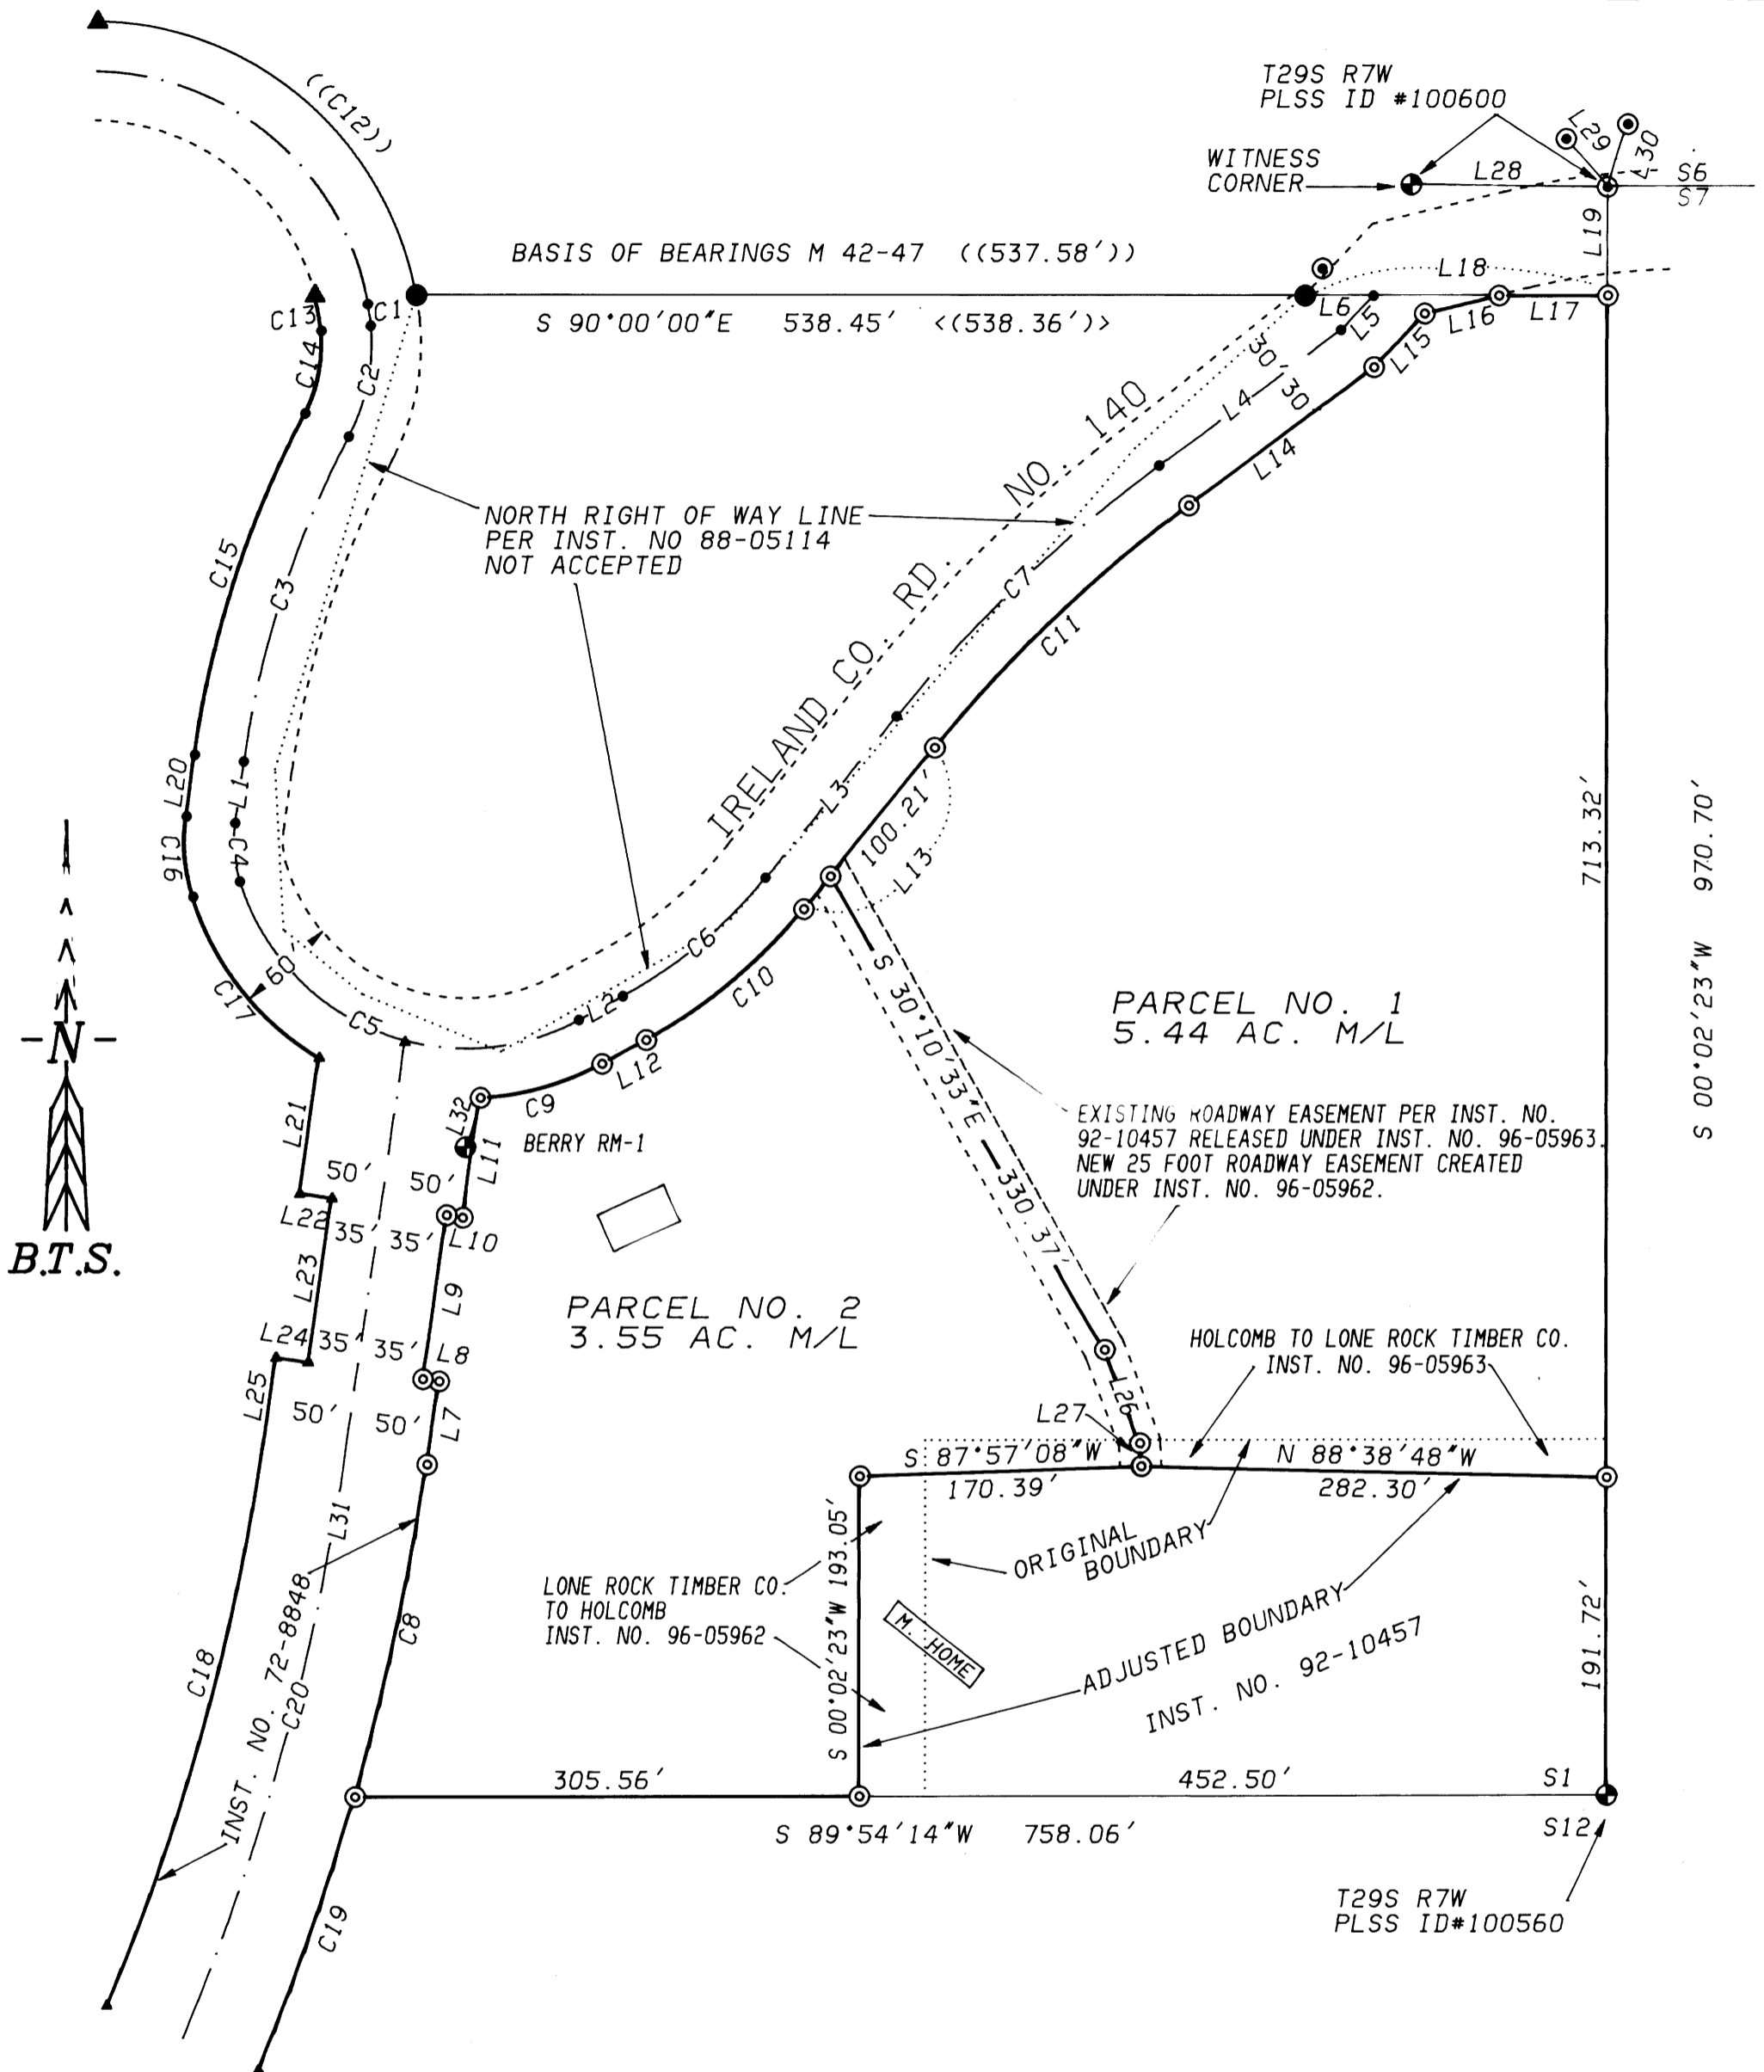 ((C12))
T29S R7W
PLSS ID #100600
WITNESS
CORNER
L28
L29
L30
S6
S7
L19
BASIS OF BEARINGS M 42-47 ((537.58'))
S 90°00'00"E 538.45' <(538.36')>
L18
L6
L5
L16
L17
L15
C13
C1
C14
C2
30' 30
L4
L14
NORTH RIGHT OF WAY LINE
PER INST. NO 88-05114
NOT ACCEPTED
IRELAND CO. RD. NO. 140
C15
C3
C7
C11
L20
L1
C16
C4
L3
100.21'
L13
713.32'
S 00°02'23"W 970.70'
60
C17
C5
L2
C6
C10
L12
-N-
B.T.S.
S 30°10'33"E 330.37'
PARCEL NO. 1
5.44 AC. M/L
L21
L32
C9
L11
BERRY RM-1
EXISTING ROADWAY EASEMENT PER INST. NO.
92-10457 RELEASED UNDER INST. NO. 96-05963.
NEW 25 FOOT ROADWAY EASEMENT CREATED
UNDER INST. NO. 96-05962.
50' 50'
L22
35' 35'
L10
L23
L9
PARCEL NO. 2
3.55 AC. M/L
L24
35' 35'
L8
HOLCOMB TO LONE ROCK TIMBER CO.
INST. NO. 96-05963
L25
50' 50'
L7
L26
L27
S 87°57'08"W
170.39'
N 88°38'48"W
282.30'
L31
ORIGINAL
BOUNDARY
S 00°02'23"W 193.05'
LONE ROCK TIMBER CO.
TO HOLCOMB
INST. NO. 96-05962
M. HOME
ADJUSTED BOUNDARY
INST. NO. 92-10457
191.72'
C18
C8
INST. NO. 72-8848
C20
305.56'
452.50'
S1
S12
S 89°54'14"W 758.06'
C19
T29S R7W
PLSS ID#100560